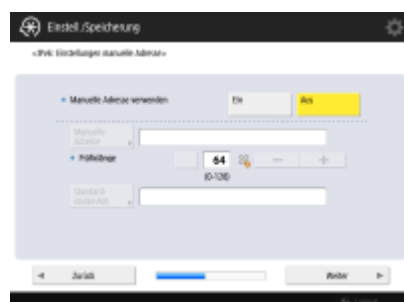 Einstell./Speicherung
<IPv6: Einstellungen manuelle Adresse>
Manuelle Adresse verwenden
Ein
Aus
Manuelle
Adresse
Präfixlänge
64
(0-128)
Standard-
router-Adr.
Zurück
Weiter